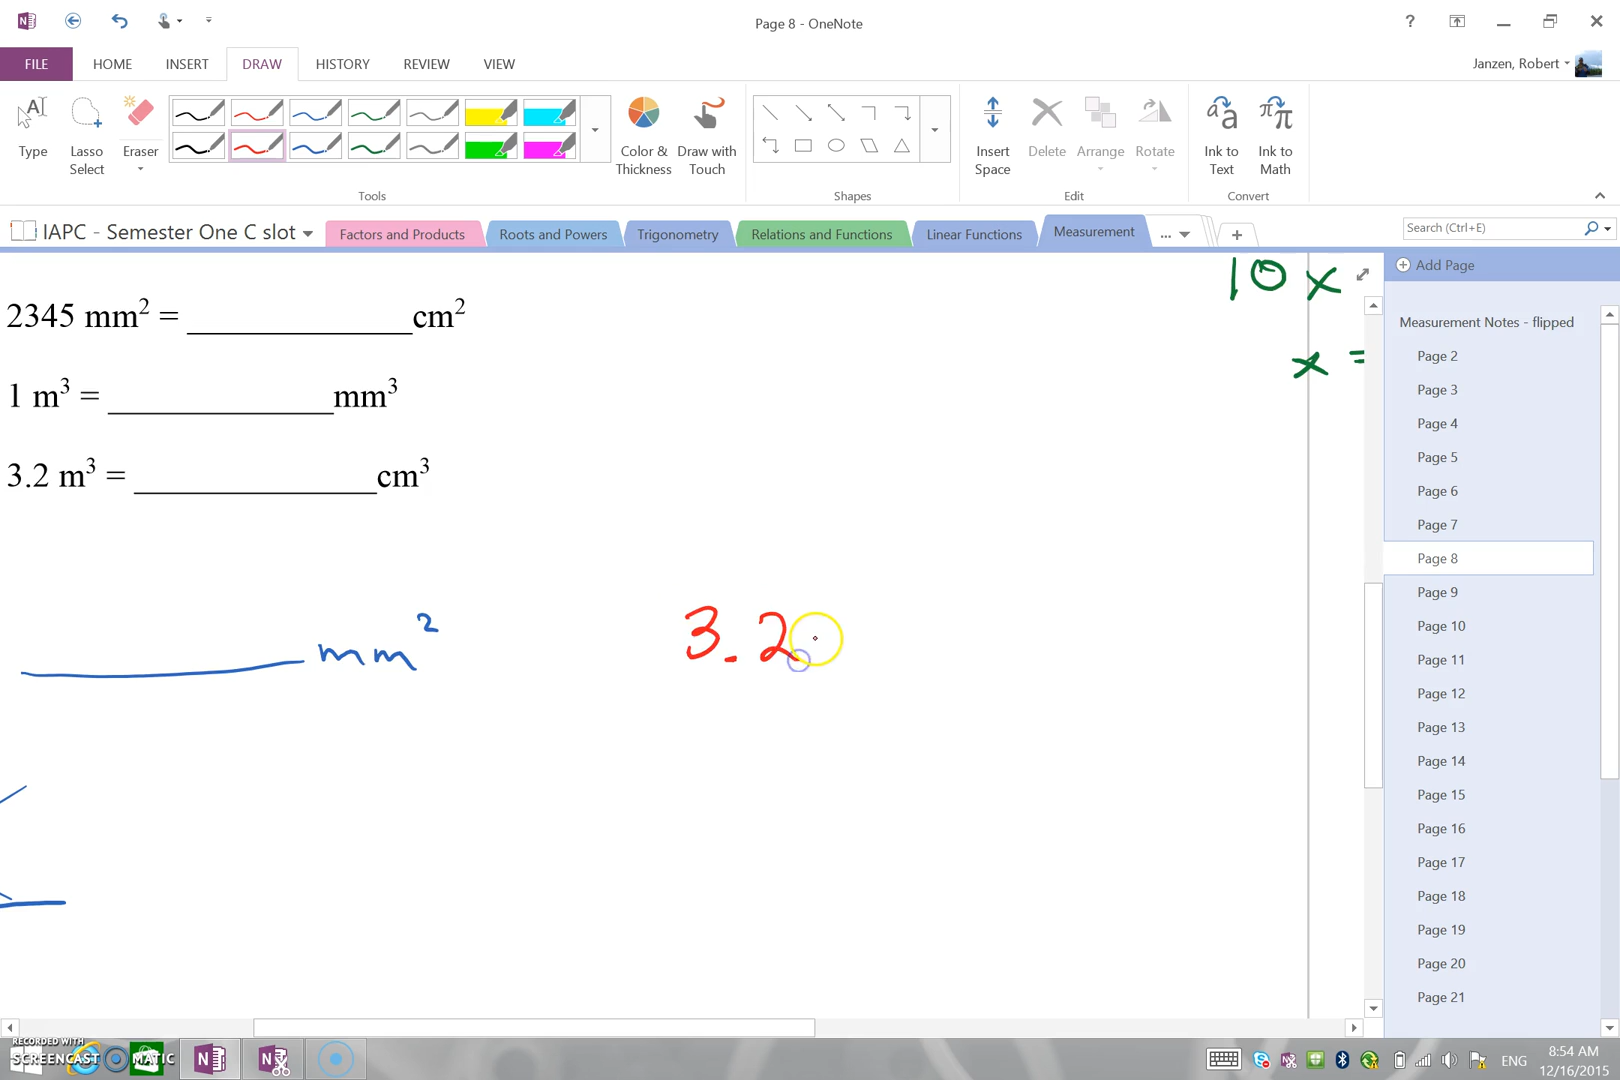 Page 8 - OneNote
?
FILE HOME INSERT DRAW HISTORY REVIEW VIEW
Janzen, Robert
Type
Lasso Select
Eraser
Color & Thickness
Draw with Touch
Insert Space
Delete
Arrange
Rotate
Ink to Text
Ink to Math
Tools
Shapes
Edit
Convert
IAPC - Semester One C slot
Factors and Products
Roots and Powers
Trigonometry
Relations and Functions
Linear Functions
Measurement
...
Search (Ctrl+E)
Add Page
10 x
x =
2345 mm² = ____________cm²
1 m³ = ____________mm³
3.2 m³ = ____________cm³
____________ mm²
3.2
Measurement Notes - flipped
Page 2
Page 3
Page 4
Page 5
Page 6
Page 7
Page 8
Page 9
Page 10
Page 11
Page 12
Page 13
Page 14
Page 15
Page 16
Page 17
Page 18
Page 19
Page 20
Page 21
RECORDED WITH
SCREENCAST MATIC
ENG
8:54 AM
12/16/2015